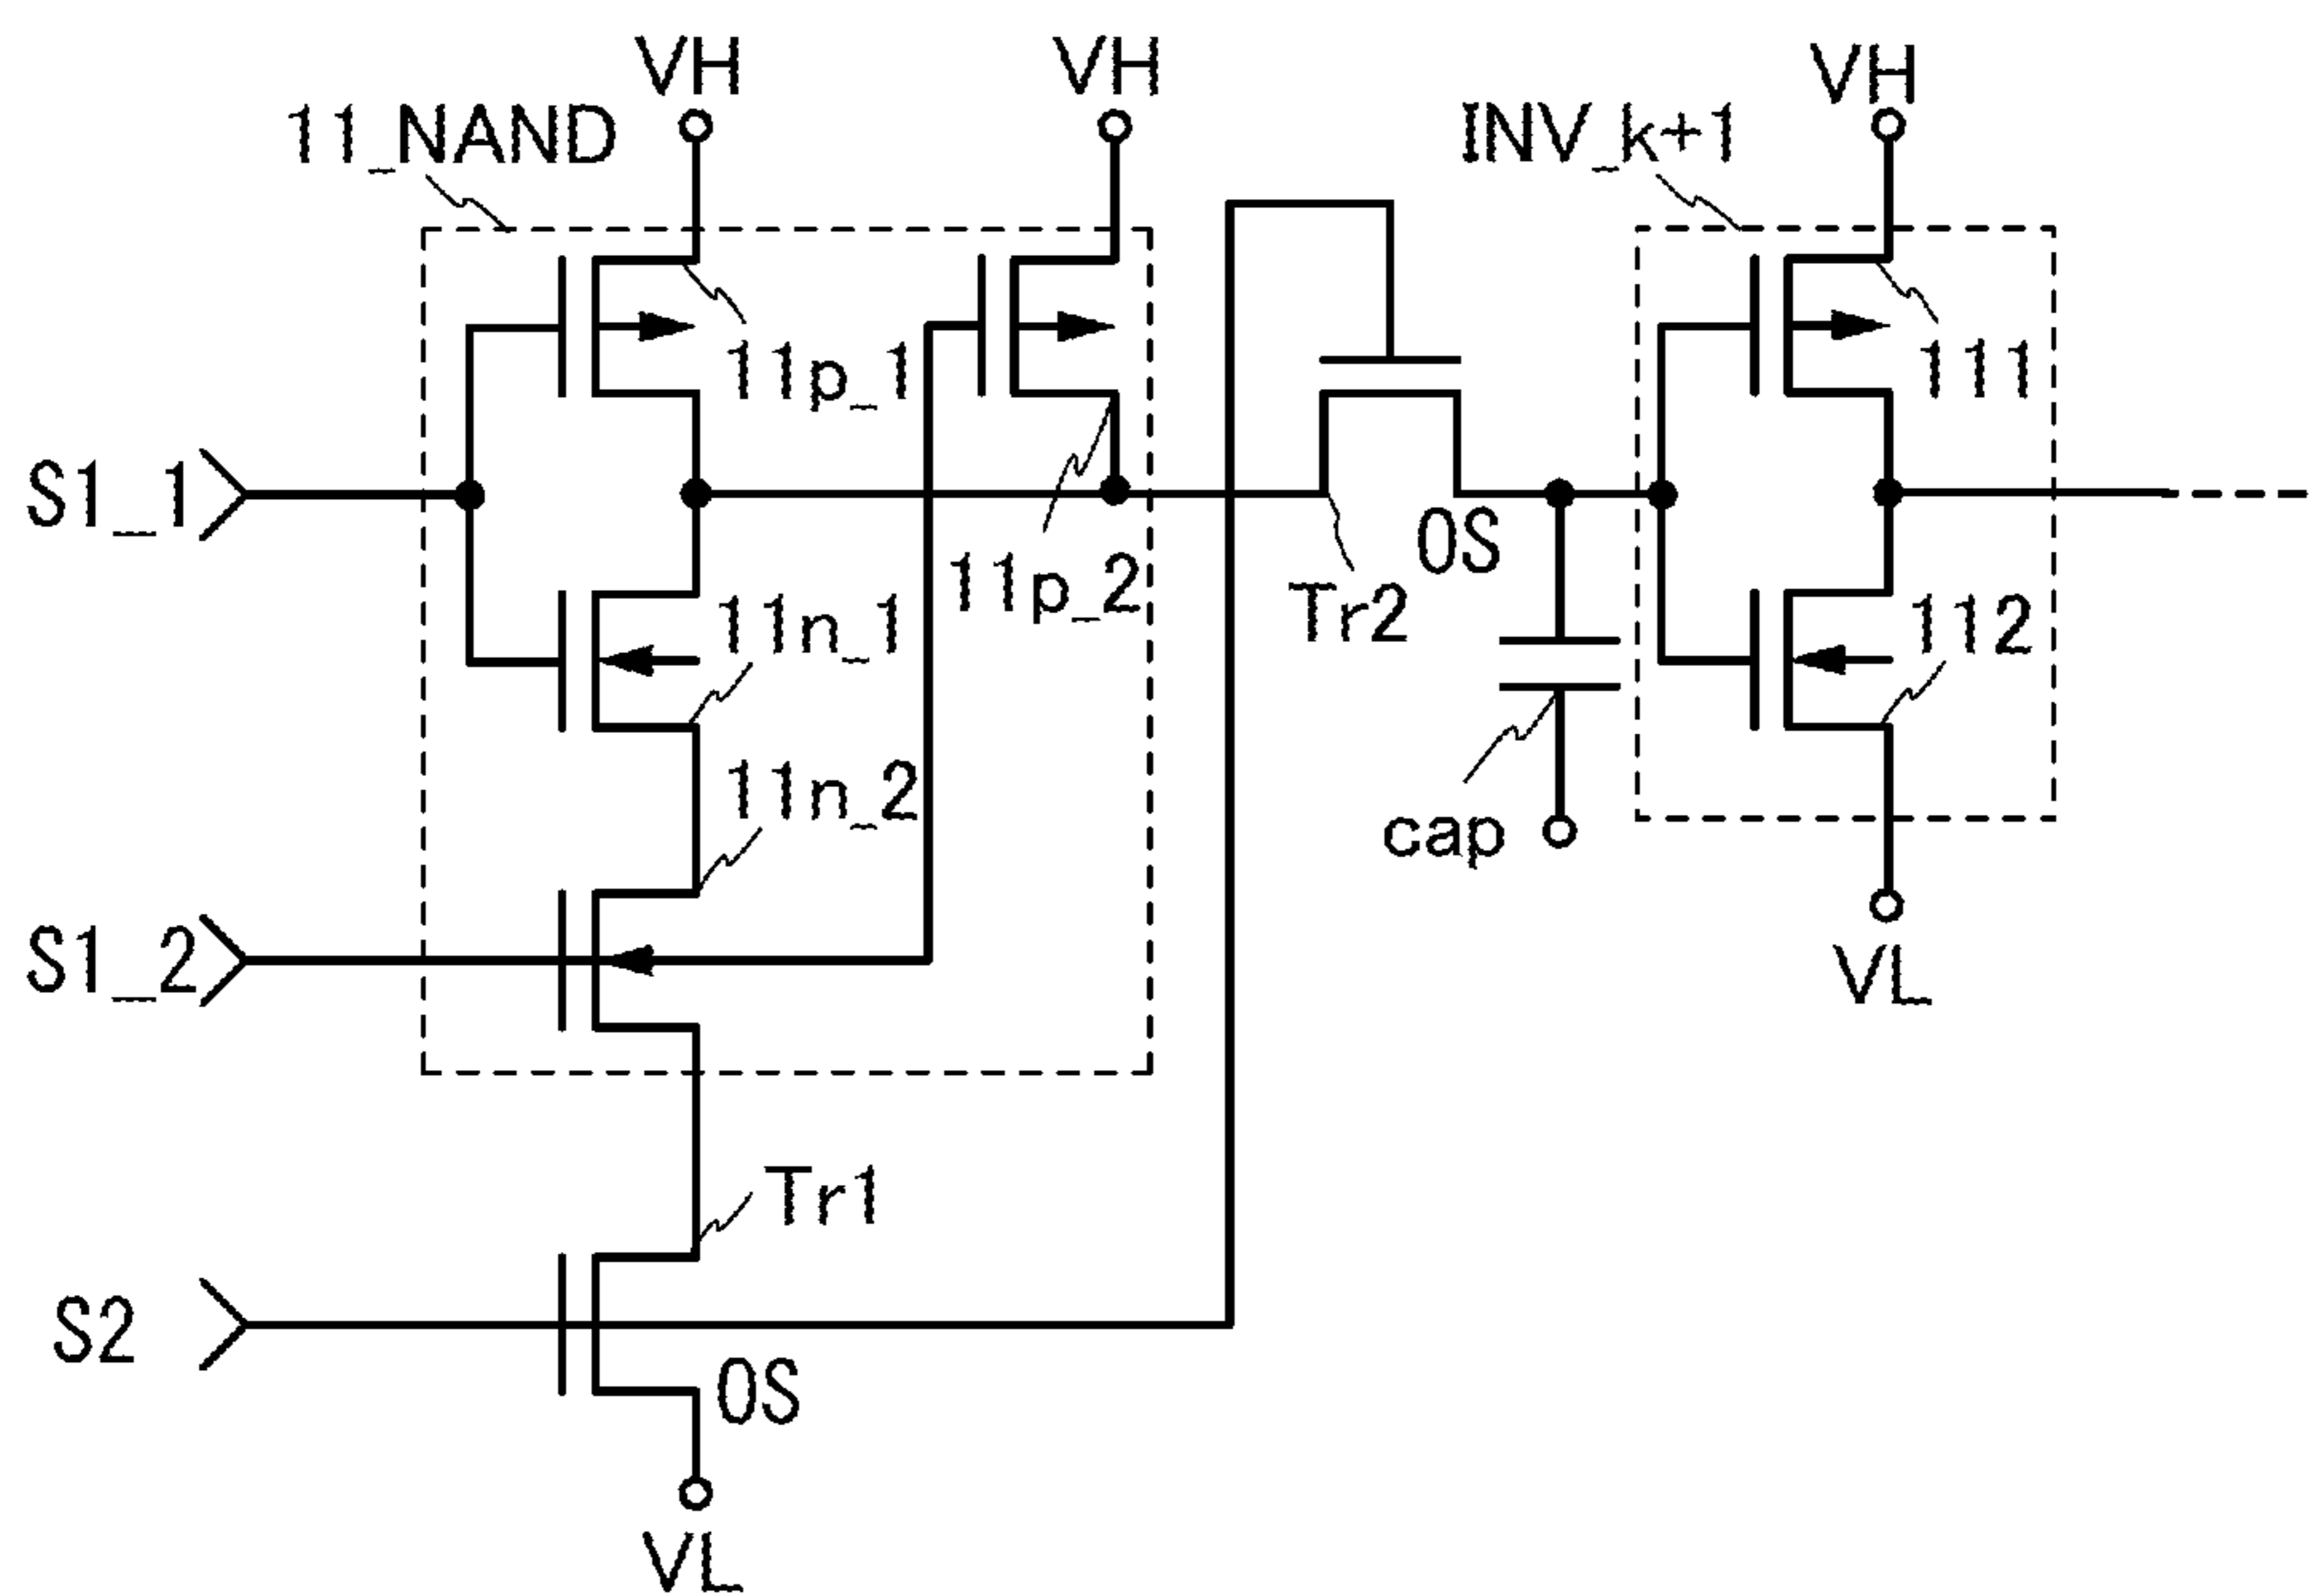 VH
VH
VH
11_NAND
INV_k+1
11p_1
111
S1_1
OS
11p_2
Tr2
11n_1
112
11n_2
cap
S1_2
VL
Tr1
S2
OS
VL